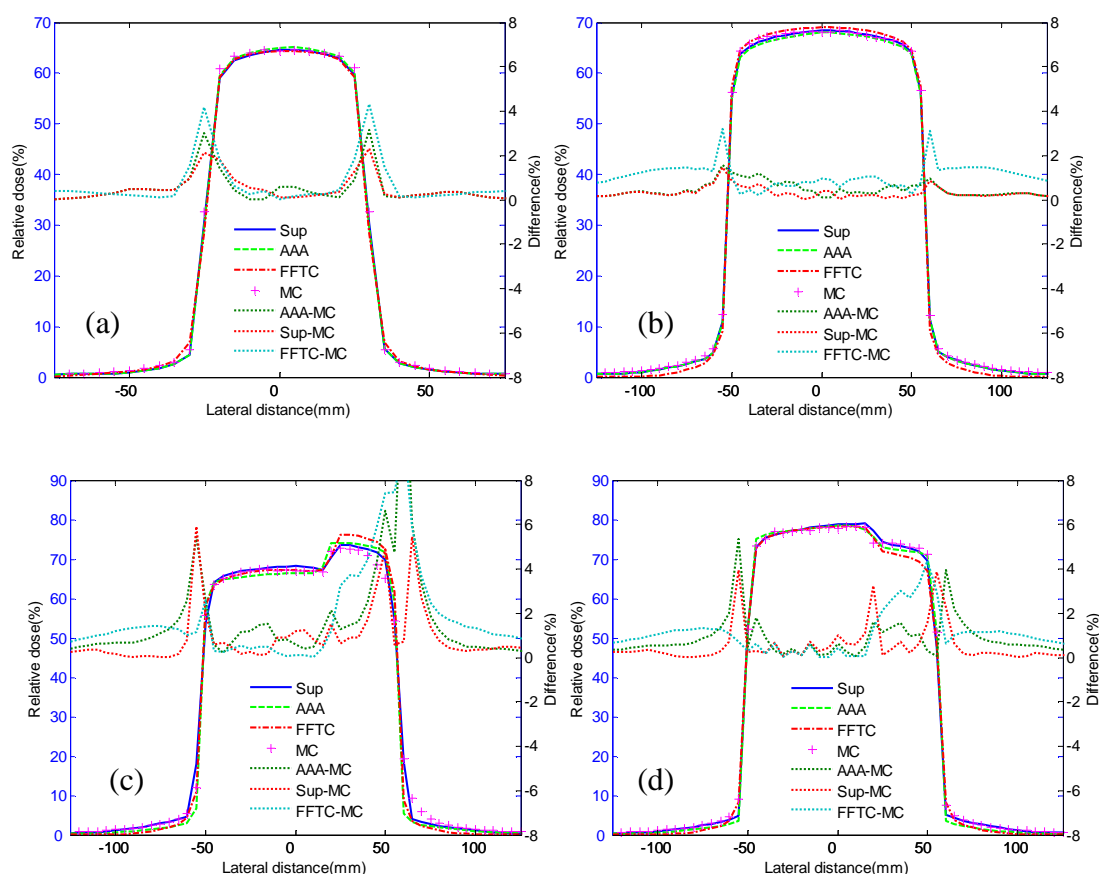 70
60
50
40
30
20
10
0
Relative dose(%)
8
6
4
2
0
-2
-4
-6
-8
Difference(%)
Sup
AAA
FFTC
MC
AAA-MC
Sup-MC
FFTC-MC
(a)
-50 0 50
Lateral distance(mm)
70
60
50
40
30
20
10
0
Relative dose(%)
8
6
4
2
0
-2
-4
-6
-8
Difference(%)
Sup
AAA
FFTC
MC
AAA-MC
Sup-MC
FFTC-MC
(b)
-100 -50 0 50 100
Lateral distance(mm)
90
80
70
60
50
40
30
20
10
0
Relative dose(%)
8
6
4
2
0
-2
-4
-6
-8
Difference(%)
Sup
AAA
FFTC
MC
AAA-MC
Sup-MC
FFTC-MC
(c)
-100 -50 0 50 100
Lateral distance(mm)
90
80
70
60
50
40
30
20
10
0
Relative dose(%)
8
6
4
2
0
-2
-4
-6
-8
Difference(%)
Sup
AAA
FFTC
MC
AAA-MC
Sup-MC
FFTC-MC
(d)
-100 -50 0 50 100
Lateral distance(mm)